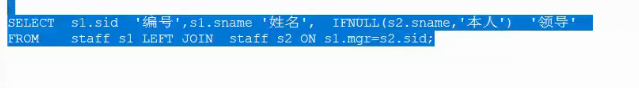 SELECT s1.sid '编号',s1.sname '姓名', IFNULL(s2.sname,'本人') '领导'
FROM staff s1 LEFT JOIN staff s2 ON s1.mgr=s2.sid;